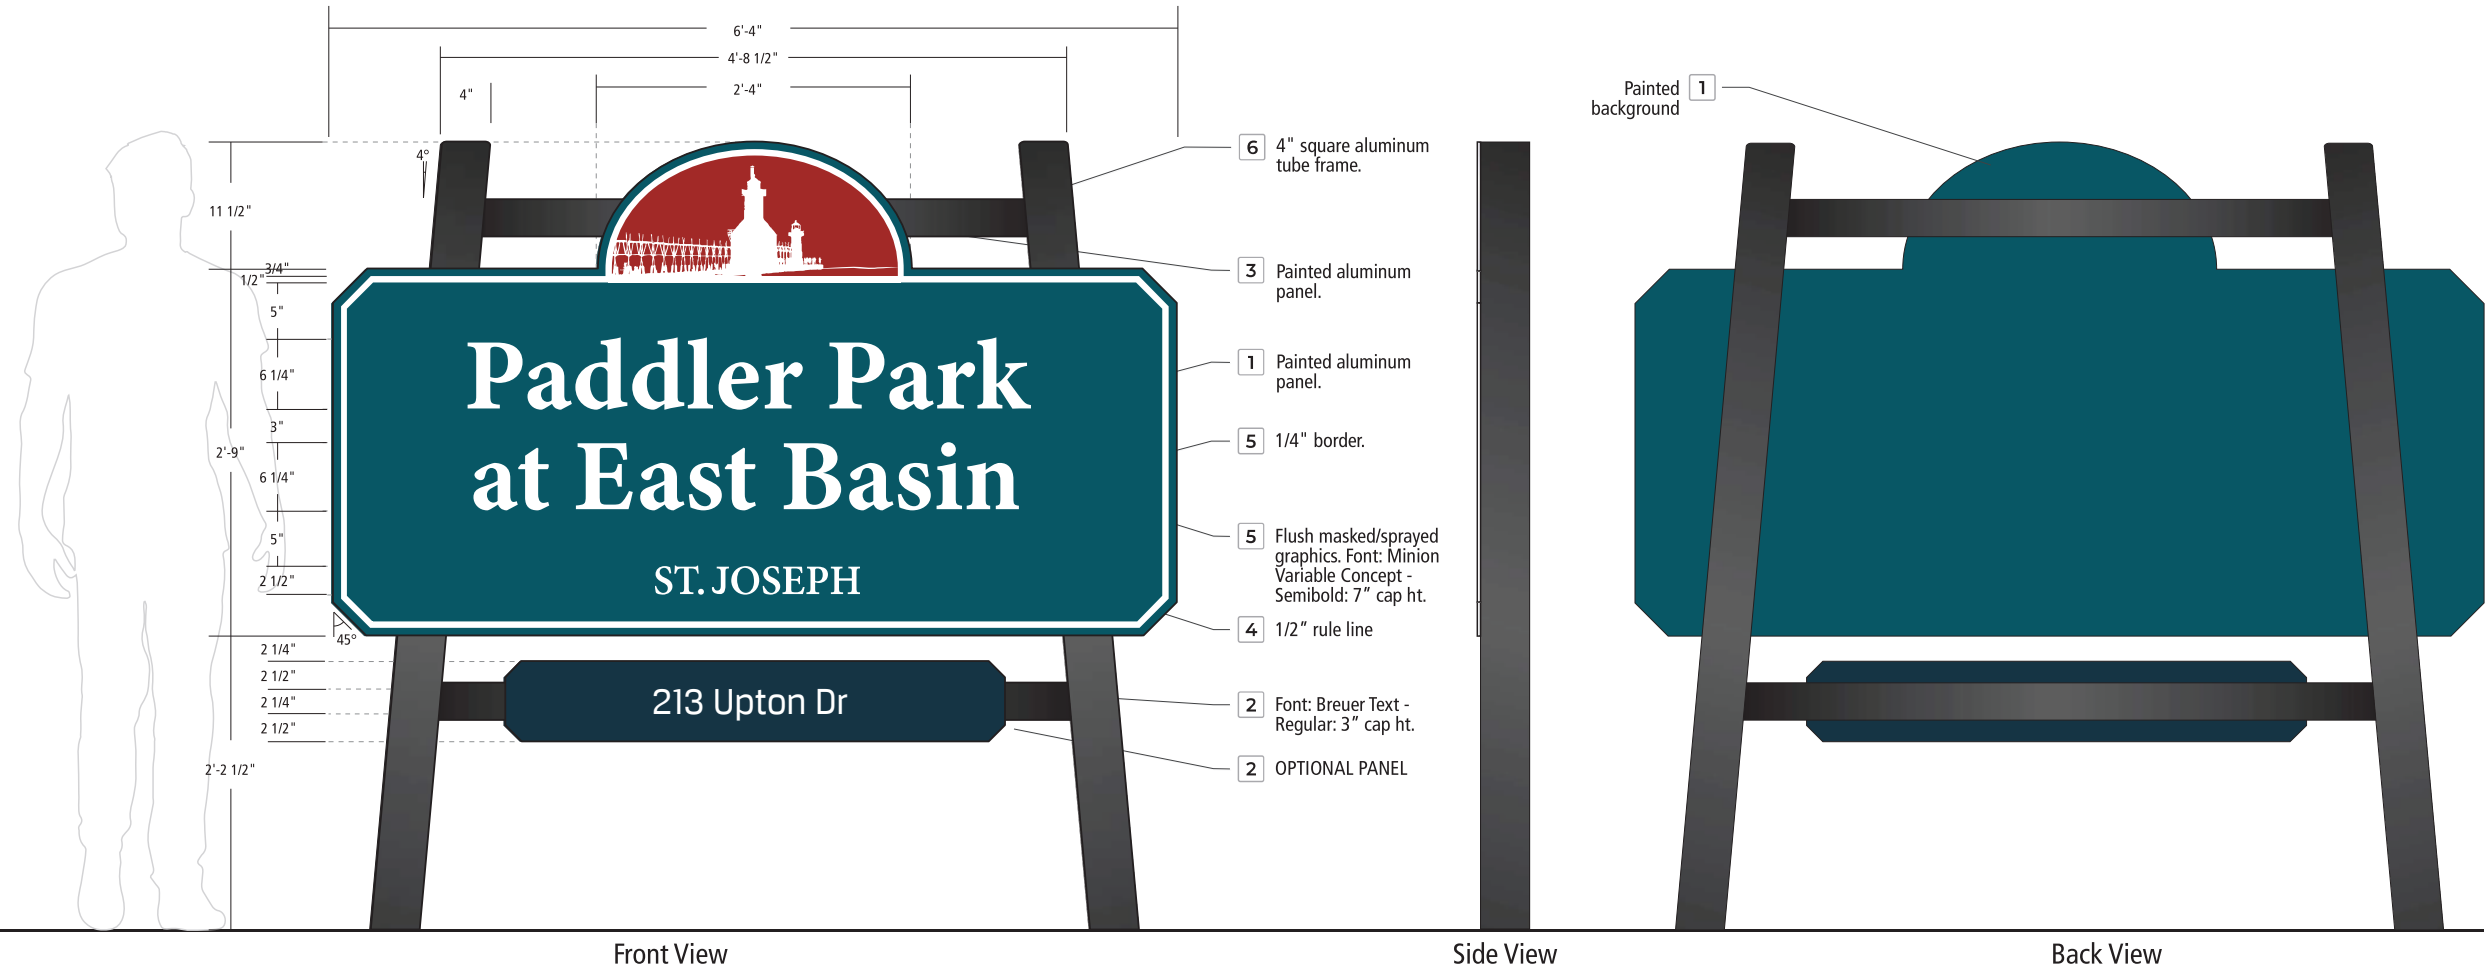 6'-4"
4'-8 1/2"
2'-4"
4"
4°
11 1/2"
3/4"
1/2"
5"
6 1/4"
3"
2'-9"
6 1/4"
5"
2 1/2"
45°
2 1/4"
2 1/2"
2 1/4"
2 1/2"
2'-2 1/2"
Paddler Park
at East Basin
ST. JOSEPH
213 Upton Dr
6 4" square aluminum
tube frame.
3 Painted aluminum
panel.
1 Painted aluminum
panel.
5 1/4" border.
5 Flush masked/sprayed
graphics. Font: Minion
Variable Concept -
Semibold: 7” cap ht.
4 1/2” rule line
2 Font: Breuer Text -
Regular: 3” cap ht.
2 OPTIONAL PANEL
Painted 1
background
Front View
Side View
Back View